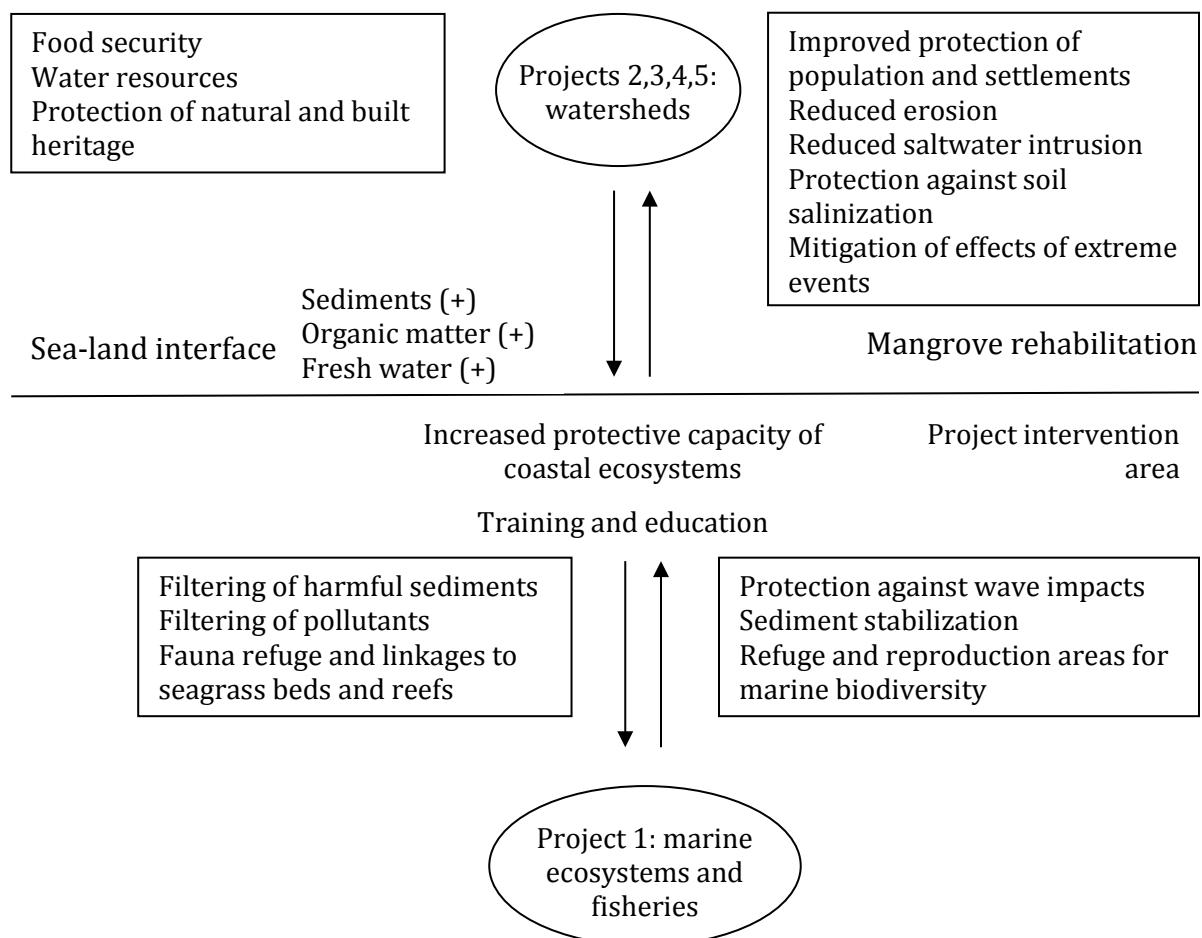 Food security
Water resources
Protection of natural and built
heritage
Projects 2,3,4,5:
watersheds
Improved protection of
population and settlements
Reduced erosion
Reduced saltwater intrusion
Protection against soil
salinization
Mitigation of effects of extreme
events
Sea-land interface
Sediments (+)
Organic matter (+)
Fresh water (+)
Mangrove rehabilitation
Increased protective capacity of
coastal ecosystems
Project intervention
area
Training and education
Filtering of harmful sediments
Filtering of pollutants
Fauna refuge and linkages to
seagrass beds and reefs
Protection against wave impacts
Sediment stabilization
Refuge and reproduction areas for
marine biodiversity
Project 1: marine
ecosystems and
fisheries